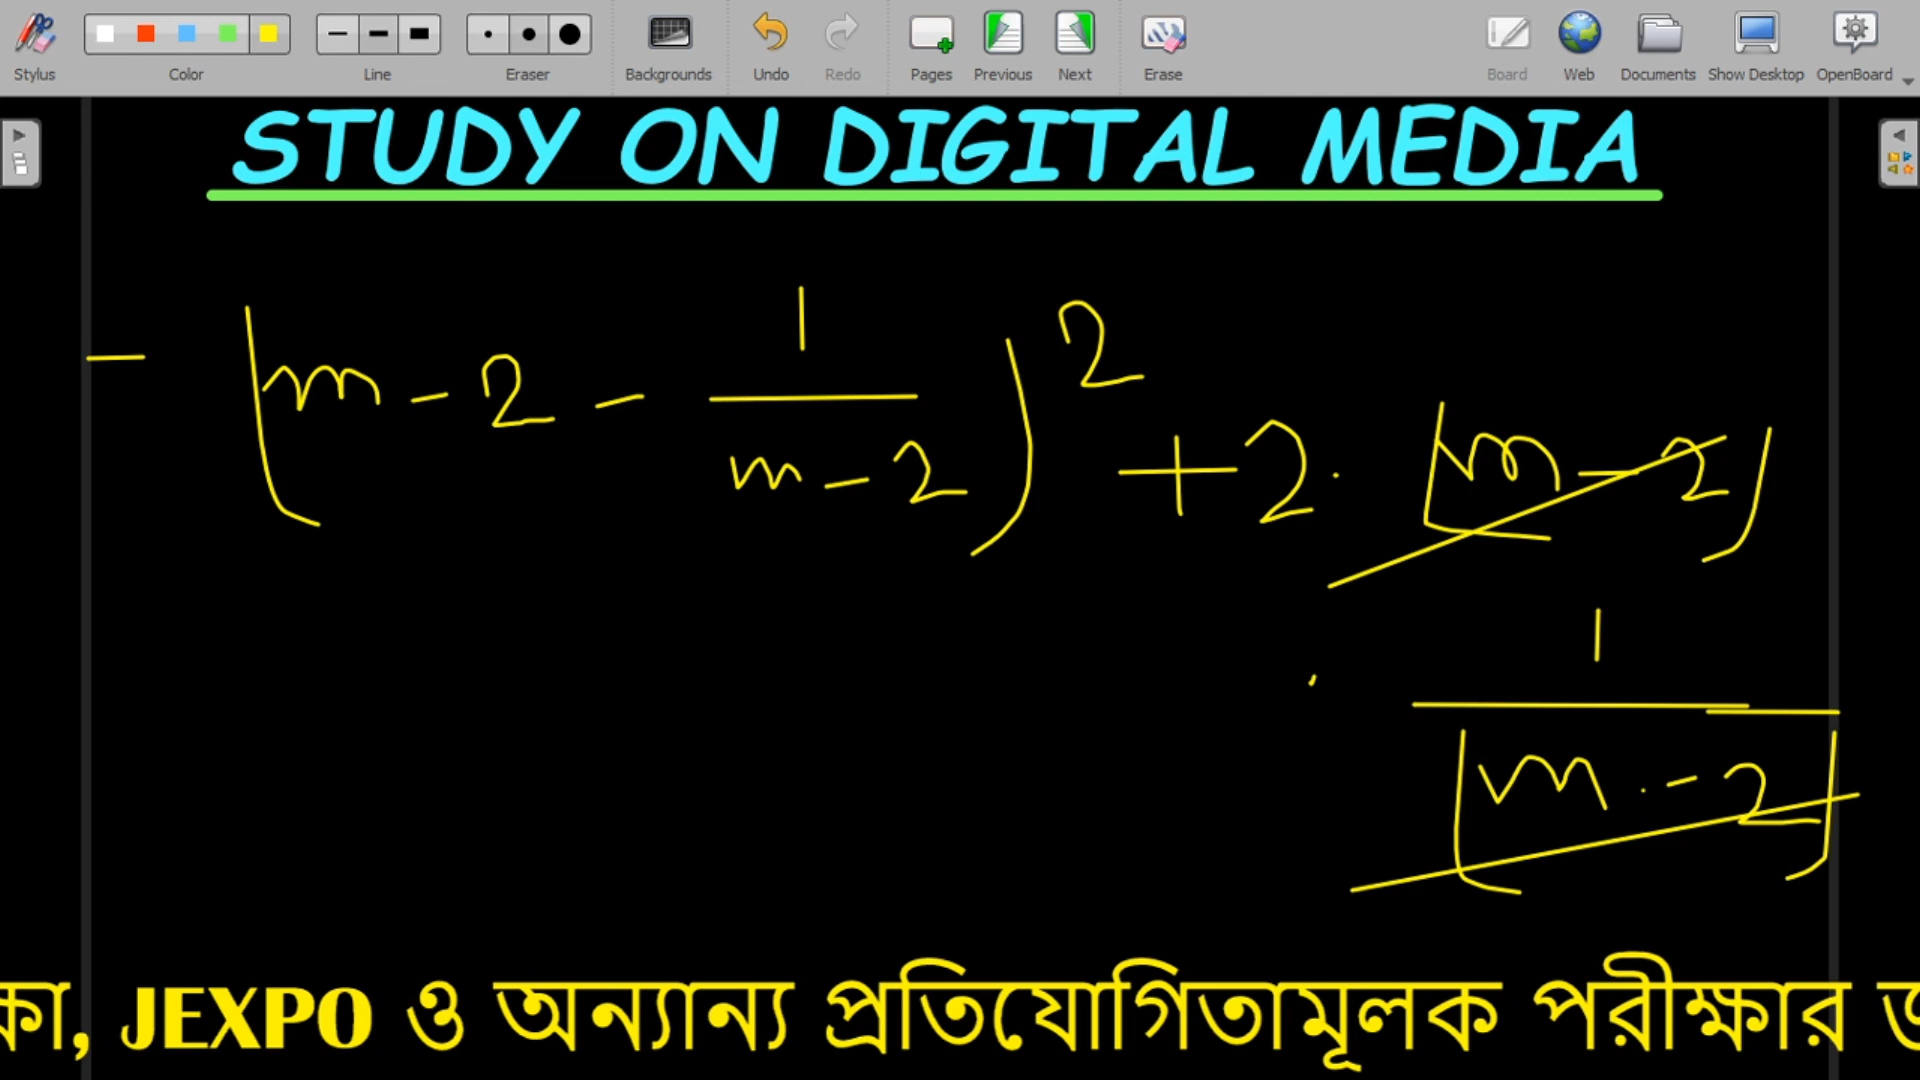 Stylus Color Line Eraser Backgrounds Undo Redo Pages Previous Next Erase Board Web Documents Show Desktop OpenBoard
STUDY ON DIGITAL MEDIA
- (m - 2 - 1/(m - 2))² + 2. (m - 2)
. 1/(m - 2)
JEXPO ও অন্যান্য প্রতিযোগিতামূলক পরীক্ষার